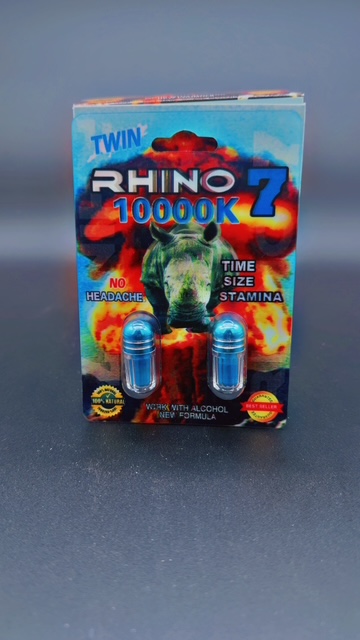 TWIN
RHINO 7
10000K
NO
HEADACHE
TIME
SIZE
STAMINA
100% NATURAL
WORK WITH ALCOHOL
NEW FORMULA
BEST SELLER